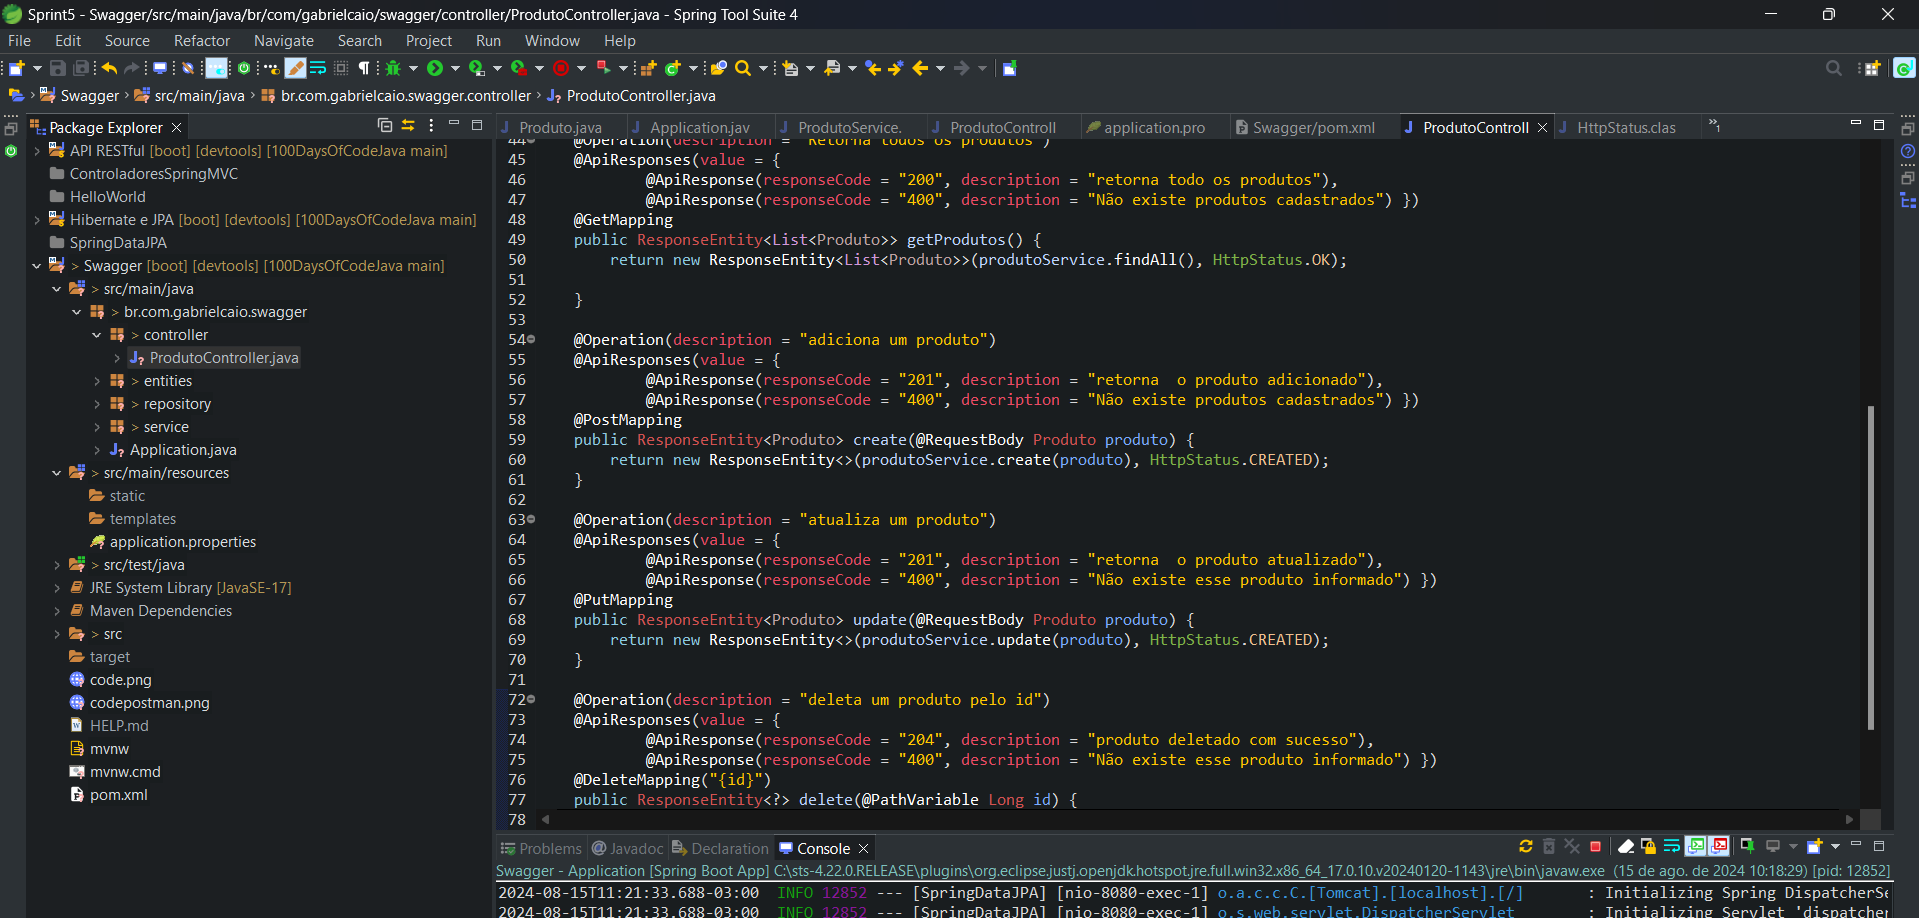 Sprint5 - Swagger/src/main/java/br/com/gabrielcaio/swagger/controller/ProdutoController.java - Spring Tool Suite 4
File Edit Source Refactor Navigate Search Project Run Window Help
Swagger src/main/java br.com.gabrielcaio.swagger.controller ProdutoController.java
Package Explorer
API RESTful [boot] [devtools] [100DaysOfCodeJava main]
ControladoresSpringMVC
HelloWorld
Hibernate e JPA [boot] [devtools] [100DaysOfCodeJava main]
SpringDataJPA
> Swagger [boot] [devtools] [100DaysOfCodeJava main]
> src/main/java
> br.com.gabrielcaio.swagger
> controller
ProdutoController.java
> entities
> repository
> service
Application.java
> src/main/resources
static
templates
application.properties
> src/test/java
JRE System Library [JavaSE-17]
Maven Dependencies
> src
target
code.png
codepostman.png
HELP.md
mvnw
mvnw.cmd
pom.xml
Produto.java Application.jav ProdutoService. ProdutoControll application.pro Swagger/pom.xml ProdutoControll HttpStatus.clas »1
44 @Operation(description = "Retorna todos os produtos")
45 @ApiResponses(value = {
46 @ApiResponse(responseCode = "200", description = "retorna todo os produtos"),
47 @ApiResponse(responseCode = "400", description = "Não existe produtos cadastrados") })
48 @GetMapping
49 public ResponseEntity<List<Produto>> getProdutos() {
50 return new ResponseEntity<List<Produto>>(produtoService.findAll(), HttpStatus.OK);
51
52 }
53
54 @Operation(description = "adiciona um produto")
55 @ApiResponses(value = {
56 @ApiResponse(responseCode = "201", description = "retorna  o produto adicionado"),
57 @ApiResponse(responseCode = "400", description = "Não existe produtos cadastrados") })
58 @PostMapping
59 public ResponseEntity<Produto> create(@RequestBody Produto produto) {
60 return new ResponseEntity<>(produtoService.create(produto), HttpStatus.CREATED);
61 }
62
63 @Operation(description = "atualiza um produto")
64 @ApiResponses(value = {
65 @ApiResponse(responseCode = "201", description = "retorna  o produto atualizado"),
66 @ApiResponse(responseCode = "400", description = "Não existe esse produto informado") })
67 @PutMapping
68 public ResponseEntity<Produto> update(@RequestBody Produto produto) {
69 return new ResponseEntity<>(produtoService.update(produto), HttpStatus.CREATED);
70 }
71
72 @Operation(description = "deleta um produto pelo id")
73 @ApiResponses(value = {
74 @ApiResponse(responseCode = "204", description = "produto deletado com sucesso"),
75 @ApiResponse(responseCode = "400", description = "Não existe esse produto informado") })
76 @DeleteMapping("{id}")
77 public ResponseEntity<?> delete(@PathVariable Long id) {
78
Problems Javadoc Declaration Console
Swagger - Application [Spring Boot App] C:\sts-4.22.0.RELEASE\plugins\org.eclipse.justj.openjdk.hotspot.jre.full.win32.x86_64_17.0.10.v20240120-1143\jre\bin\javaw.exe (15 de ago. de 2024 10:18:29) [pid: 12852]
2024-08-15T11:21:33.688-03:00 INFO 12852 --- [SpringDataJPA] [nio-8080-exec-1] o.a.c.c.C.[Tomcat].[localhost].[/] : Initializing Spring DispatcherSe
2024-08-15T11:21:33.688-03:00 INFO 12852 --- [SpringDataJPA] [nio-8080-exec-1] o.s.web.servlet.DispatcherServlet : Initializing Servlet 'dispatcher